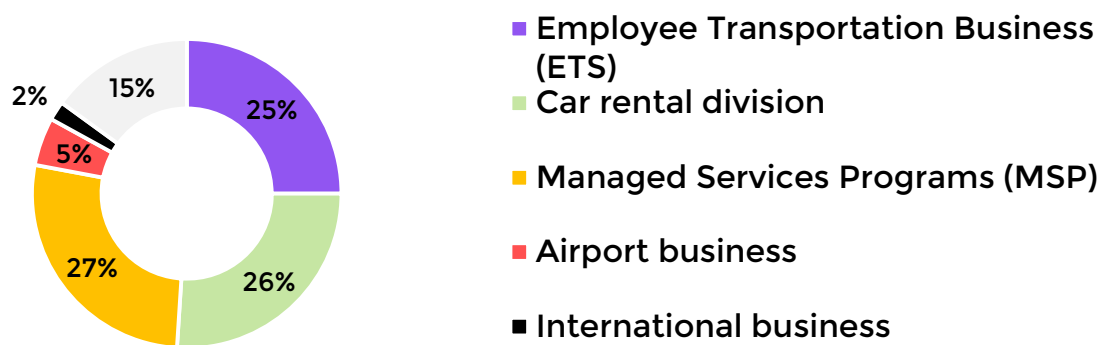 Employee Transportation Business
(ETS)
Car rental division
Managed Services Programs (MSP)
Airport business
International business
25%
26%
27%
5%
2%
15%